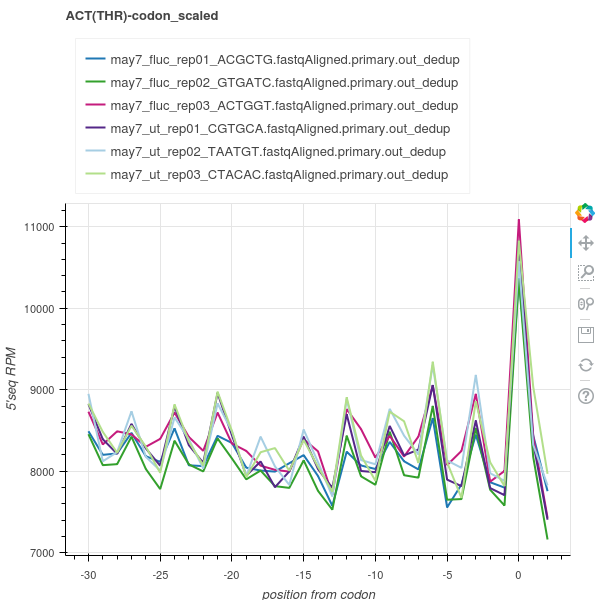 ACT(THR)-codon_scaled
may7_fluc_rep01_ACGCTG.fastqAligned.primary.out_dedup
may7_fluc_rep02_GTGATC.fastqAligned.primary.out_dedup
may7_fluc_rep03_ACTGGT.fastqAligned.primary.out_dedup
may7_ut_rep01_CGTGCA.fastqAligned.primary.out_dedup
may7_ut_rep02_TAATGT.fastqAligned.primary.out_dedup
may7_ut_rep03_CTACAC.fastqAligned.primary.out_dedup
11000
10000
9000
8000
7000
5'seq RPM
-30 -25 -20 -15 -10 -5 0
position from codon